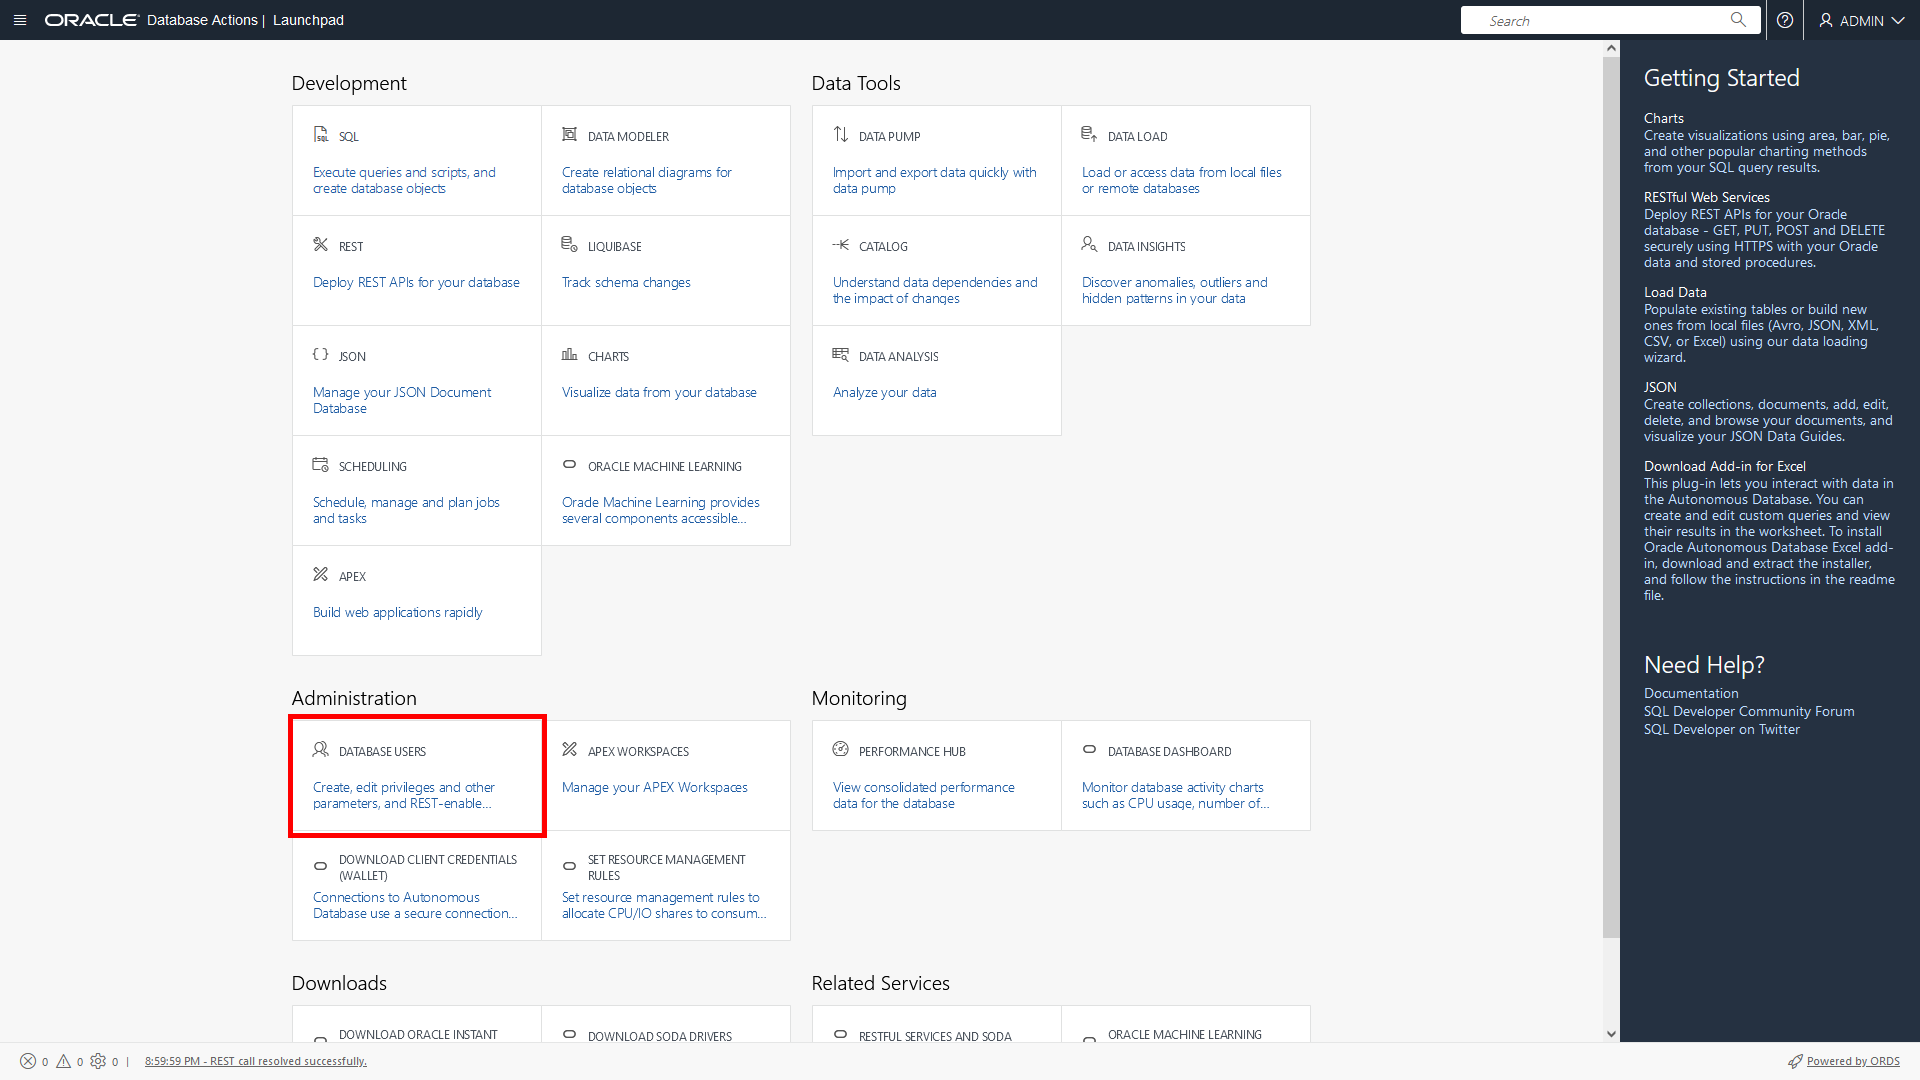 ORACLE Database Actions | Launchpad
Search
ADMIN
Development
SQL
Execute queries and scripts, and
create database objects
DATA MODELER
Create relational diagrams for
database objects
REST
Deploy REST APIs for your database
LIQUIBASE
Track schema changes
JSON
Manage your JSON Document
Database
CHARTS
Visualize data from your database
SCHEDULING
Schedule, manage and plan jobs
and tasks
ORACLE MACHINE LEARNING
Oracle Machine Learning provides
several components accessible...
APEX
Build web applications rapidly
Data Tools
DATA PUMP
Import and export data quickly with
data pump
DATA LOAD
Load or access data from local files
or remote databases
CATALOG
Understand data dependencies and
the impact of changes
DATA INSIGHTS
Discover anomalies, outliers and
hidden patterns in your data
DATA ANALYSIS
Analyze your data
Administration
DATABASE USERS
Create, edit privileges and other
parameters, and REST-enable...
APEX WORKSPACES
Manage your APEX Workspaces
DOWNLOAD CLIENT CREDENTIALS
(WALLET)
Connections to Autonomous
Database use a secure connection...
SET RESOURCE MANAGEMENT
RULES
Set resource management rules to
allocate CPU/IO shares to consum...
Monitoring
PERFORMANCE HUB
View consolidated performance
data for the database
DATABASE DASHBOARD
Monitor database activity charts
such as CPU usage, number of...
Downloads
DOWNLOAD ORACLE INSTANT
DOWNLOAD SODA DRIVERS
Related Services
RESTFUL SERVICES AND SODA
ORACLE MACHINE LEARNING
Getting Started
Charts
Create visualizations using area, bar, pie,
and other popular charting methods
from your SQL query results.
RESTful Web Services
Deploy REST APIs for your Oracle
database - GET, PUT, POST and DELETE
securely using HTTPS with your Oracle
data and stored procedures.
Load Data
Populate existing tables or build new
ones from local files (Avro, JSON, XML,
CSV, or Excel) using our data loading
wizard.
JSON
Create collections, documents, add, edit,
delete, and browse your documents, and
visualize your JSON Data Guides.
Download Add-in for Excel
This plug-in lets you interact with data in
the Autonomous Database. You can
create and edit custom queries and view
their results in the worksheet. To install
Oracle Autonomous Database Excel add-
in, download and extract the installer,
and follow the instructions in the readme
file.
Need Help?
Documentation
SQL Developer Community Forum
SQL Developer on Twitter
0 0 0 | 8:59:59 PM - REST call resolved successfully.
Powered by ORDS